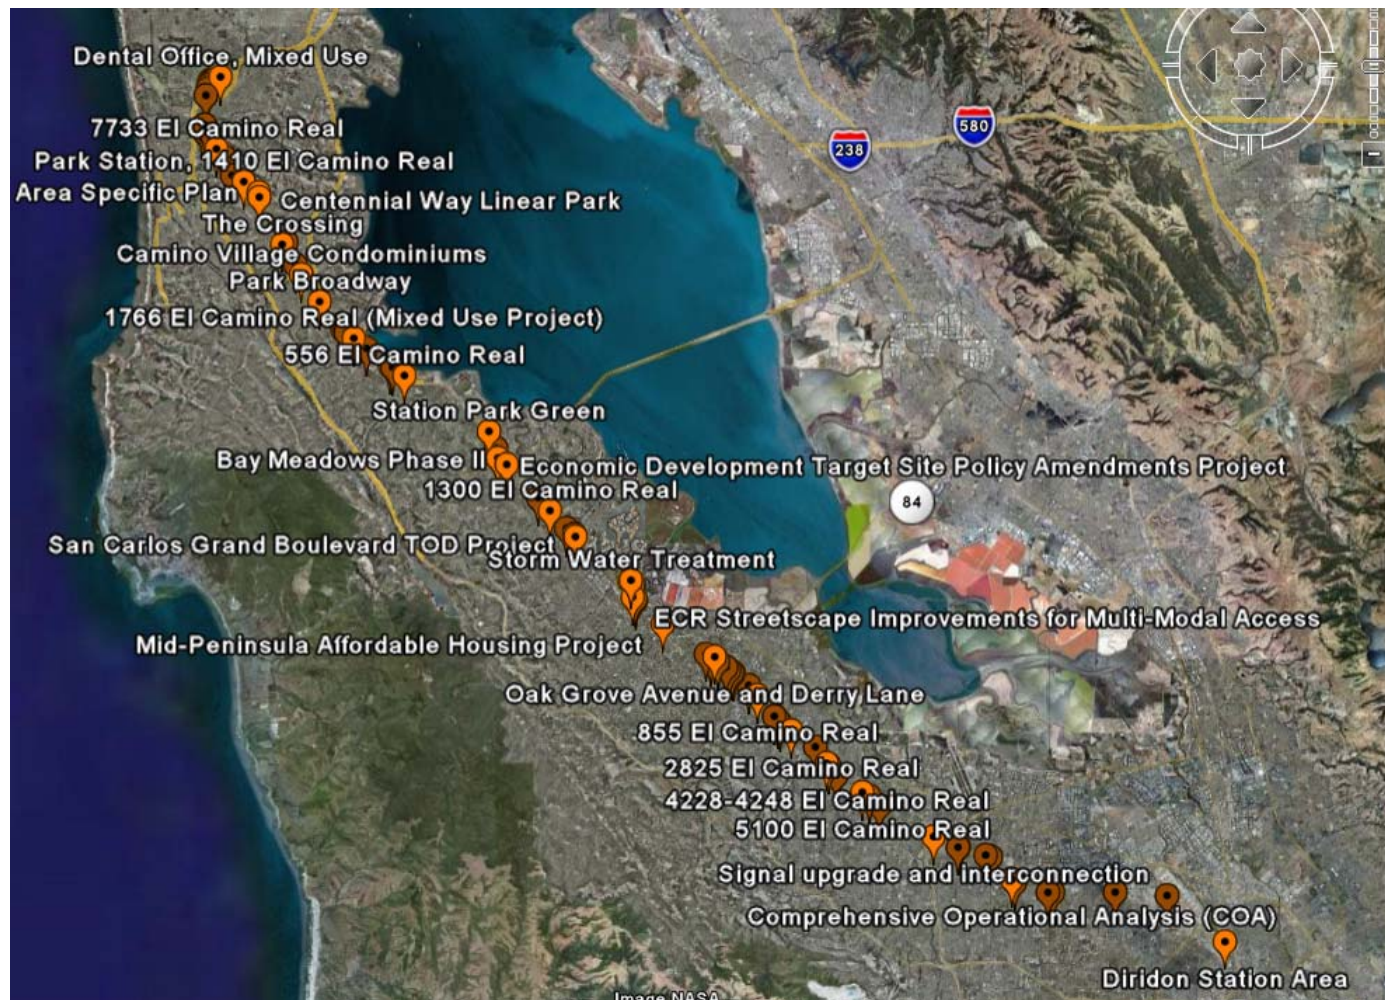 Dental Office, Mixed Use
7733 El Camino Real
238
580
Park Station, 1410 El Camino Real
Area Specific Plan
Centennial Way Linear Park
The Crossing
Camino Village Condominiums
Park Broadway
1766 El Camino Real (Mixed Use Project)
556 El Camino Real
Station Park Green
Bay Meadows Phase II
Economic Development Target Site Policy Amendments Project
1300 El Camino Real
84
San Carlos Grand Boulevard TOD Project
Storm Water Treatment
ECR Streetscape Improvements for Multi-Modal Access
Mid-Peninsula Affordable Housing Project
Oak Grove Avenue and Derry Lane
855 El Camino Real
2825 El Camino Real
4228-4248 El Camino Real
5100 El Camino Real
Signal upgrade and interconnection
Comprehensive Operational Analysis (COA)
Diridon Station Area
Image NASA